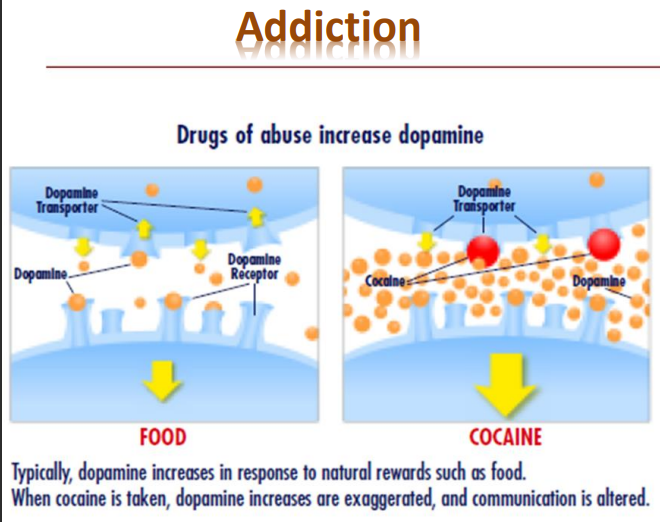 Addiction
Drugs of abuse increase dopamine
Dopamine
Transporter
Dopamine
Dopamine
Receptor
FOOD
Dopamine
Transporter
Cocaine
Dopamine
COCAINE
Typically, dopamine increases in response to natural rewards such as food.
When cocaine is taken, dopamine increases are exaggerated, and communication is altered.